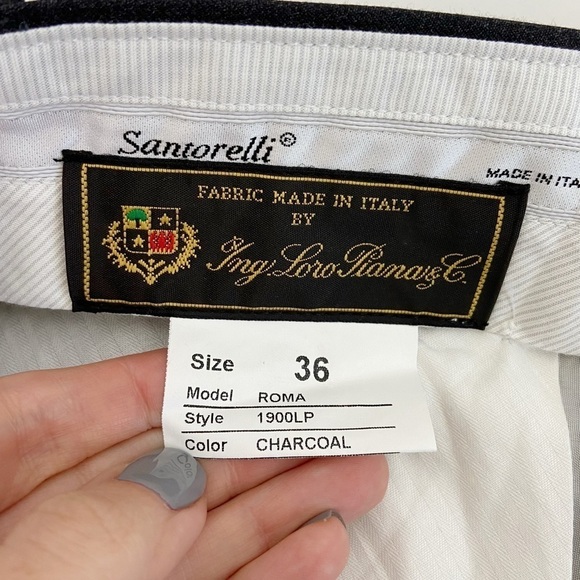 Santorelli®
MADE IN ITA
FABRIC MADE IN ITALY
BY
Ing. Loro Piana & C.
Size 36
Model ROMA
Style 1900LP
Color CHARCOAL